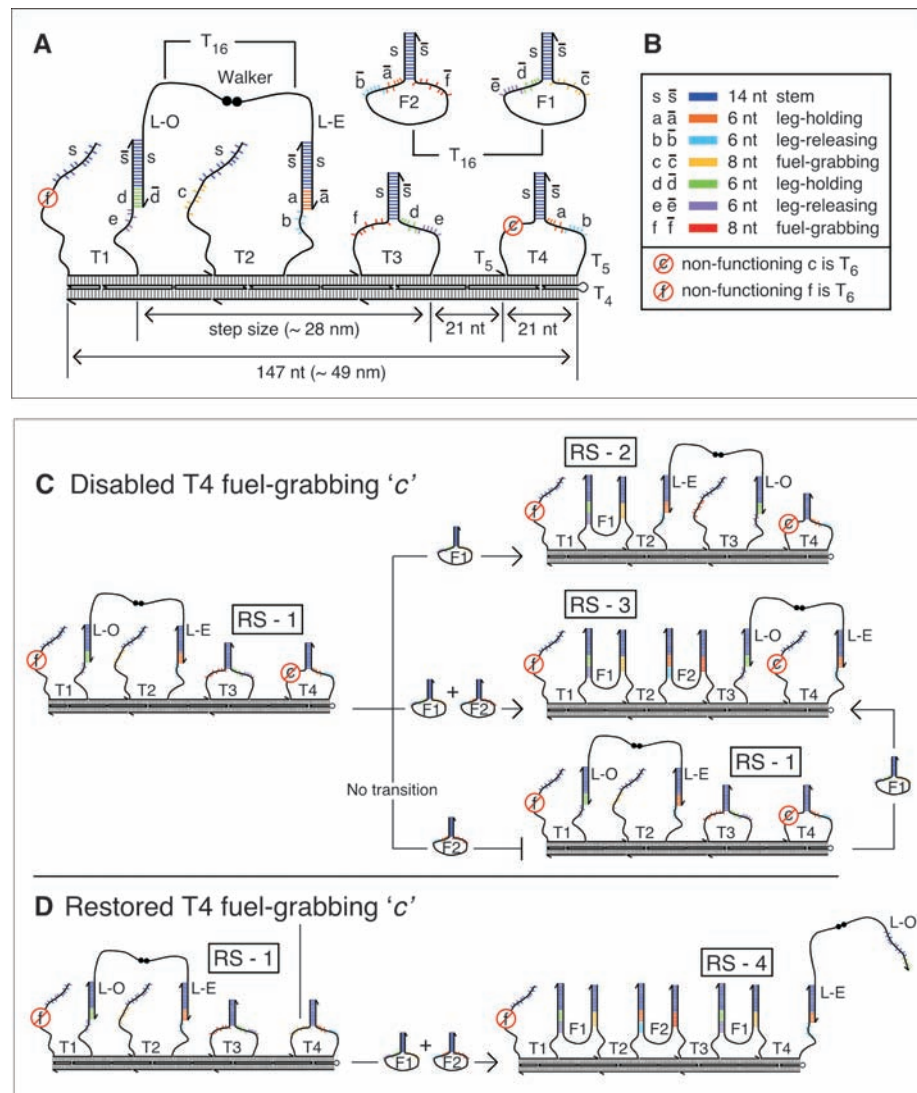 A
T16
Walker
L-O
L-E
s
s̄
s
s̄
b̄
ā
f̄
F2
s
s̄
ē
d̄
c̄
F1
T16
s
s̄
s
s
s̄
s
f
d
d̄
c
a
ā
e
b
s
s̄
f
d
e
s
s̄
c
a
b
T1
T2
T3
T5
T4
T5
T4
step size (~ 28 nm)
21 nt
21 nt
147 nt (~ 49 nm)
B
s s̄ 14 nt stem
a ā 6 nt leg-holding
b b̄ 6 nt leg-releasing
c c̄ 8 nt fuel-grabbing
d d̄ 6 nt leg-holding
e ē 6 nt leg-releasing
f f̄ 8 nt fuel-grabbing
c non-functioning c is T6
f non-functioning f is T6
C Disabled T4 fuel-grabbing ‘c’
RS - 2
L-E
L-O
f
F1
c
T1
T2
T3
T4
F1
RS - 1
L-O
L-E
f
c
T1
T2
T3
T4
RS - 3
L-O
L-E
f
F1
F2
c
T1
T2
T3
T4
F1 + F2
No transition
F2
RS - 1
L-O
L-E
f
c
T1
T2
T3
T4
F1
D Restored T4 fuel-grabbing ‘c’
RS - 1
L-O
L-E
f
T1
T2
T3
T4
F1 + F2
RS - 4
L-O
L-E
f
F1
F2
F1
T1
T2
T3
T4